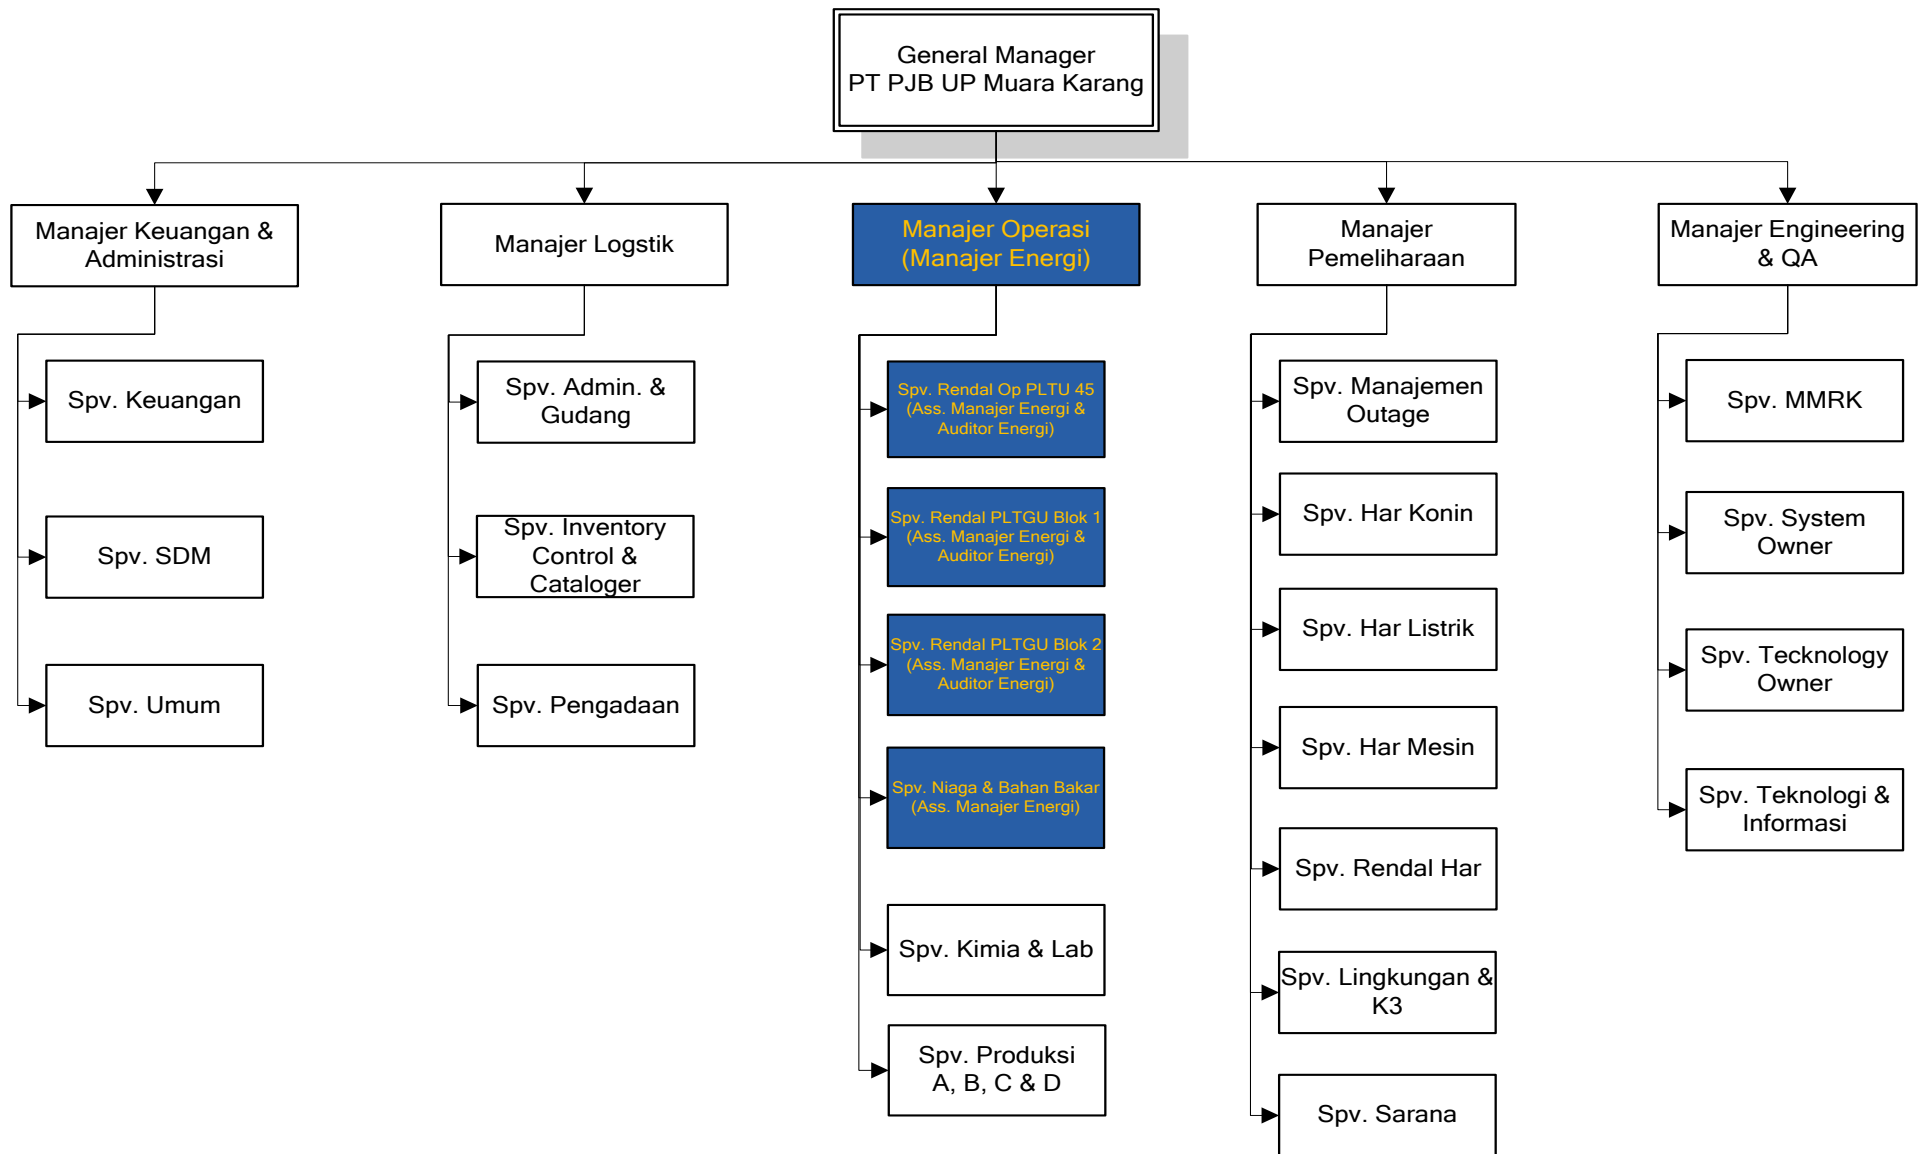 General Manager
PT PJB UP Muara Karang
Manajer Keuangan &
Administrasi
Manajer Logstik
Manajer Operasi
(Manajer Energi)
Manajer
Pemeliharaan
Manajer Engineering
& QA
Spv. Keuangan
Spv. SDM
Spv. Umum
Spv. Admin. &
Gudang
Spv. Inventory
Control &
Cataloger
Spv. Pengadaan
Spv. Rendal Op PLTU 45
(Ass. Manajer Energi &
Auditor Energi)
Spv. Rendal PLTGU Blok 1
(Ass. Manajer Energi &
Auditor Energi)
Spv. Rendal PLTGU Blok 2
(Ass. Manajer Energi &
Auditor Energi)
Spv. Niaga & Bahan Bakar
(Ass. Manajer Energi)
Spv. Kimia & Lab
Spv. Produksi
A, B, C & D
Spv. Manajemen
Outage
Spv. Har Konin
Spv. Har Listrik
Spv. Har Mesin
Spv. Rendal Har
Spv. Lingkungan &
K3
Spv. Sarana
Spv. MMRK
Spv. System
Owner
Spv. Tecknology
Owner
Spv. Teknologi &
Informasi